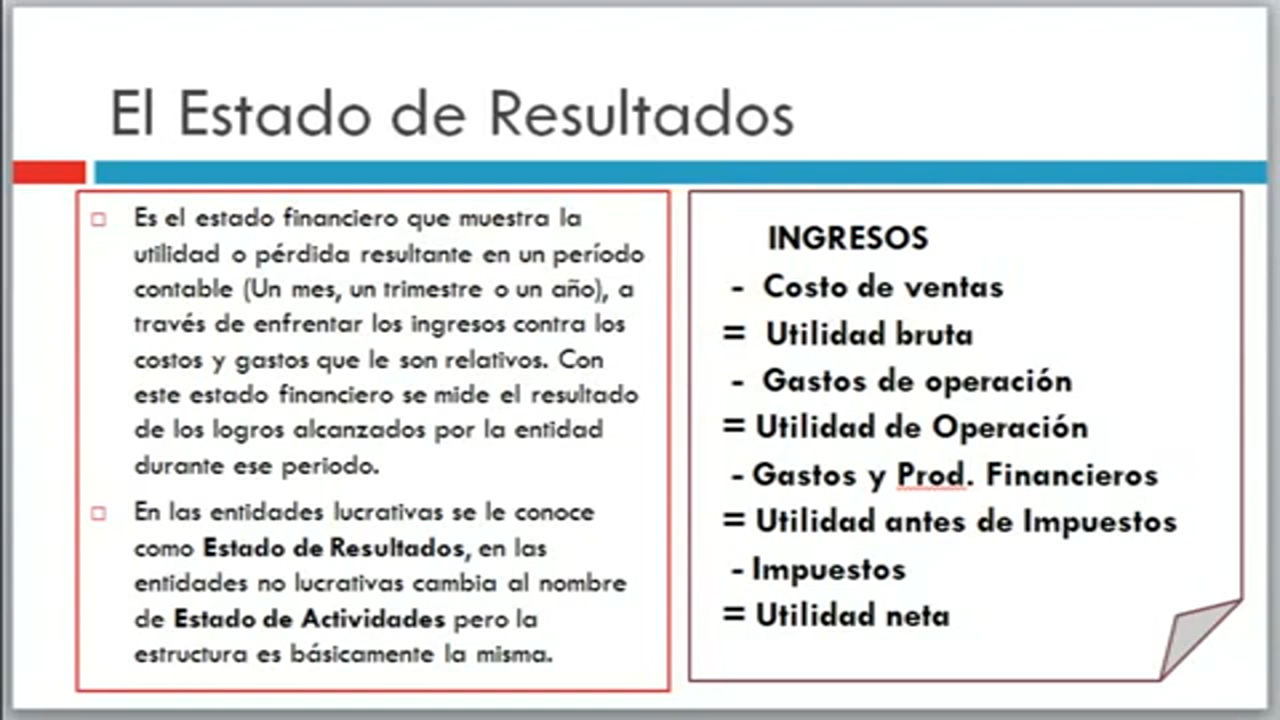 El Estado de Resultados
Es el estado financiero que muestra la
utilidad o pérdida resultante en un período
contable (Un mes, un trimestre o un año), a
través de enfrentar los ingresos contra los
costos y gastos que le son relativos. Con
este estado financiero se mide el resultado
de los logros alcanzados por la entidad
durante ese periodo.
En las entidades lucrativas se le conoce
como Estado de Resultados, en las
entidades no lucrativas cambia al nombre
de Estado de Actividades pero la
estructura es básicamente la misma.
INGRESOS
- Costo de ventas
= Utilidad bruta
- Gastos de operación
= Utilidad de Operación
- Gastos y Prod. Financieros
= Utilidad antes de Impuestos
- Impuestos
= Utilidad neta